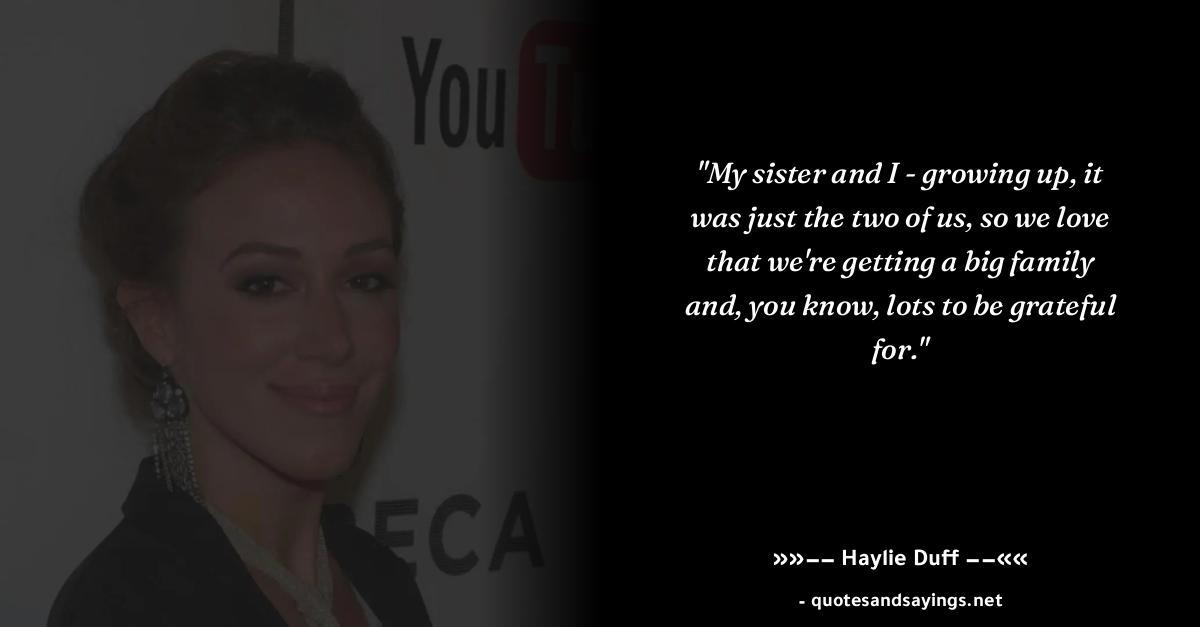 YouTu
ECA
"My sister and I - growing up, it
was just the two of us, so we love
that we're getting a big family
and, you know, lots to be grateful
for."
»»−− Haylie Duff −−««
- quotesandsayings.net